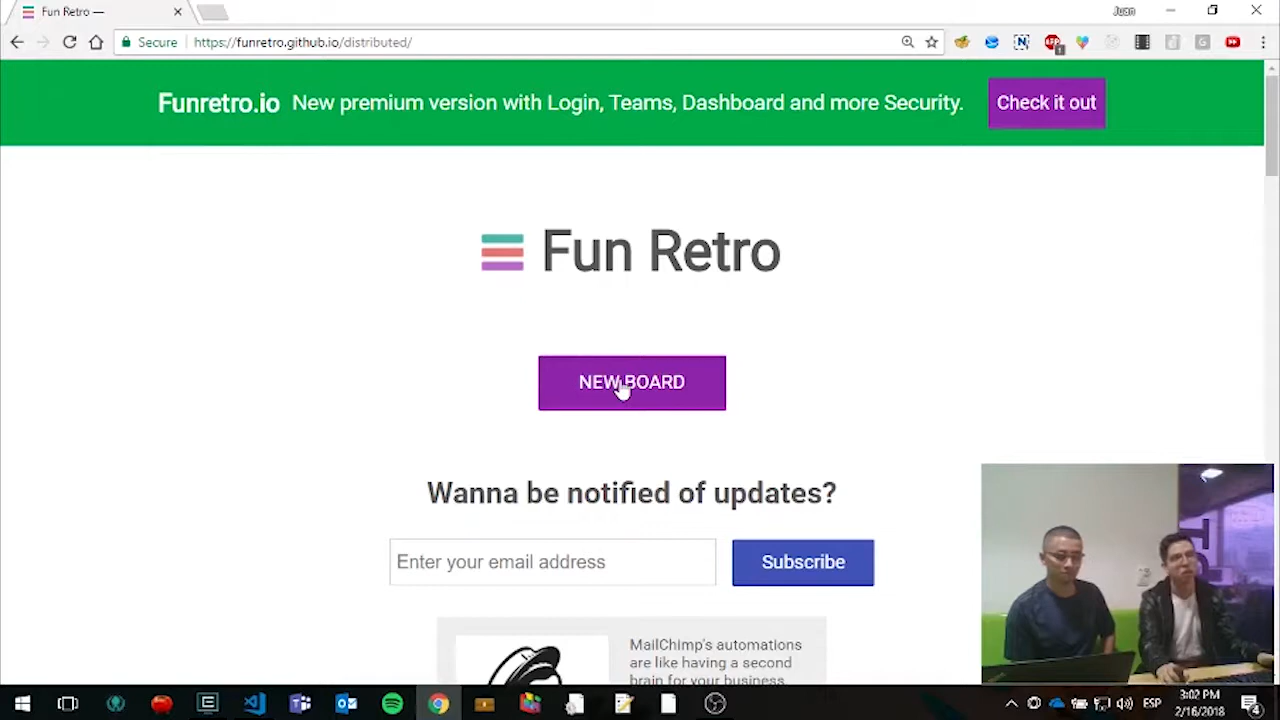 Fun Retro —
Juan
Secure
https://funretro.github.io/distributed/
Funretro.io New premium version with Login, Teams, Dashboard and more Security.
Check it out
Fun Retro
NEW BOARD
Wanna be notified of updates?
Enter your email address
Subscribe
MailChimp's automations
are like having a second
brain for your business.
ESP
3:02 PM
2/16/2018